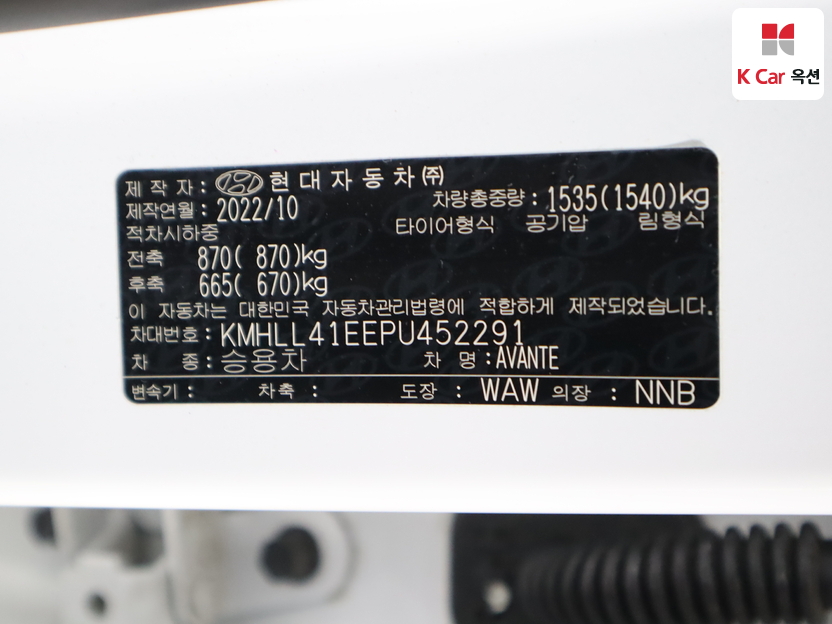 K Car 옥션
제 작 자 : 현대자동차㈜
제작연월 : 2022/10 차량총중량 : 1535(1540)kg
적차시하중 타이어형식 공기압 림형식
전축 870( 870)kg
후축 665( 670)kg
이 자동차는 대한민국 자동차관리법령에 적합하게 제작되었습니다.
차대번호 : KMHLL41EEPU452291
차 종 : 승용차 차 명 : AVANTE
변속기 : 차축 : 도장 : WAW 의장 : NNB